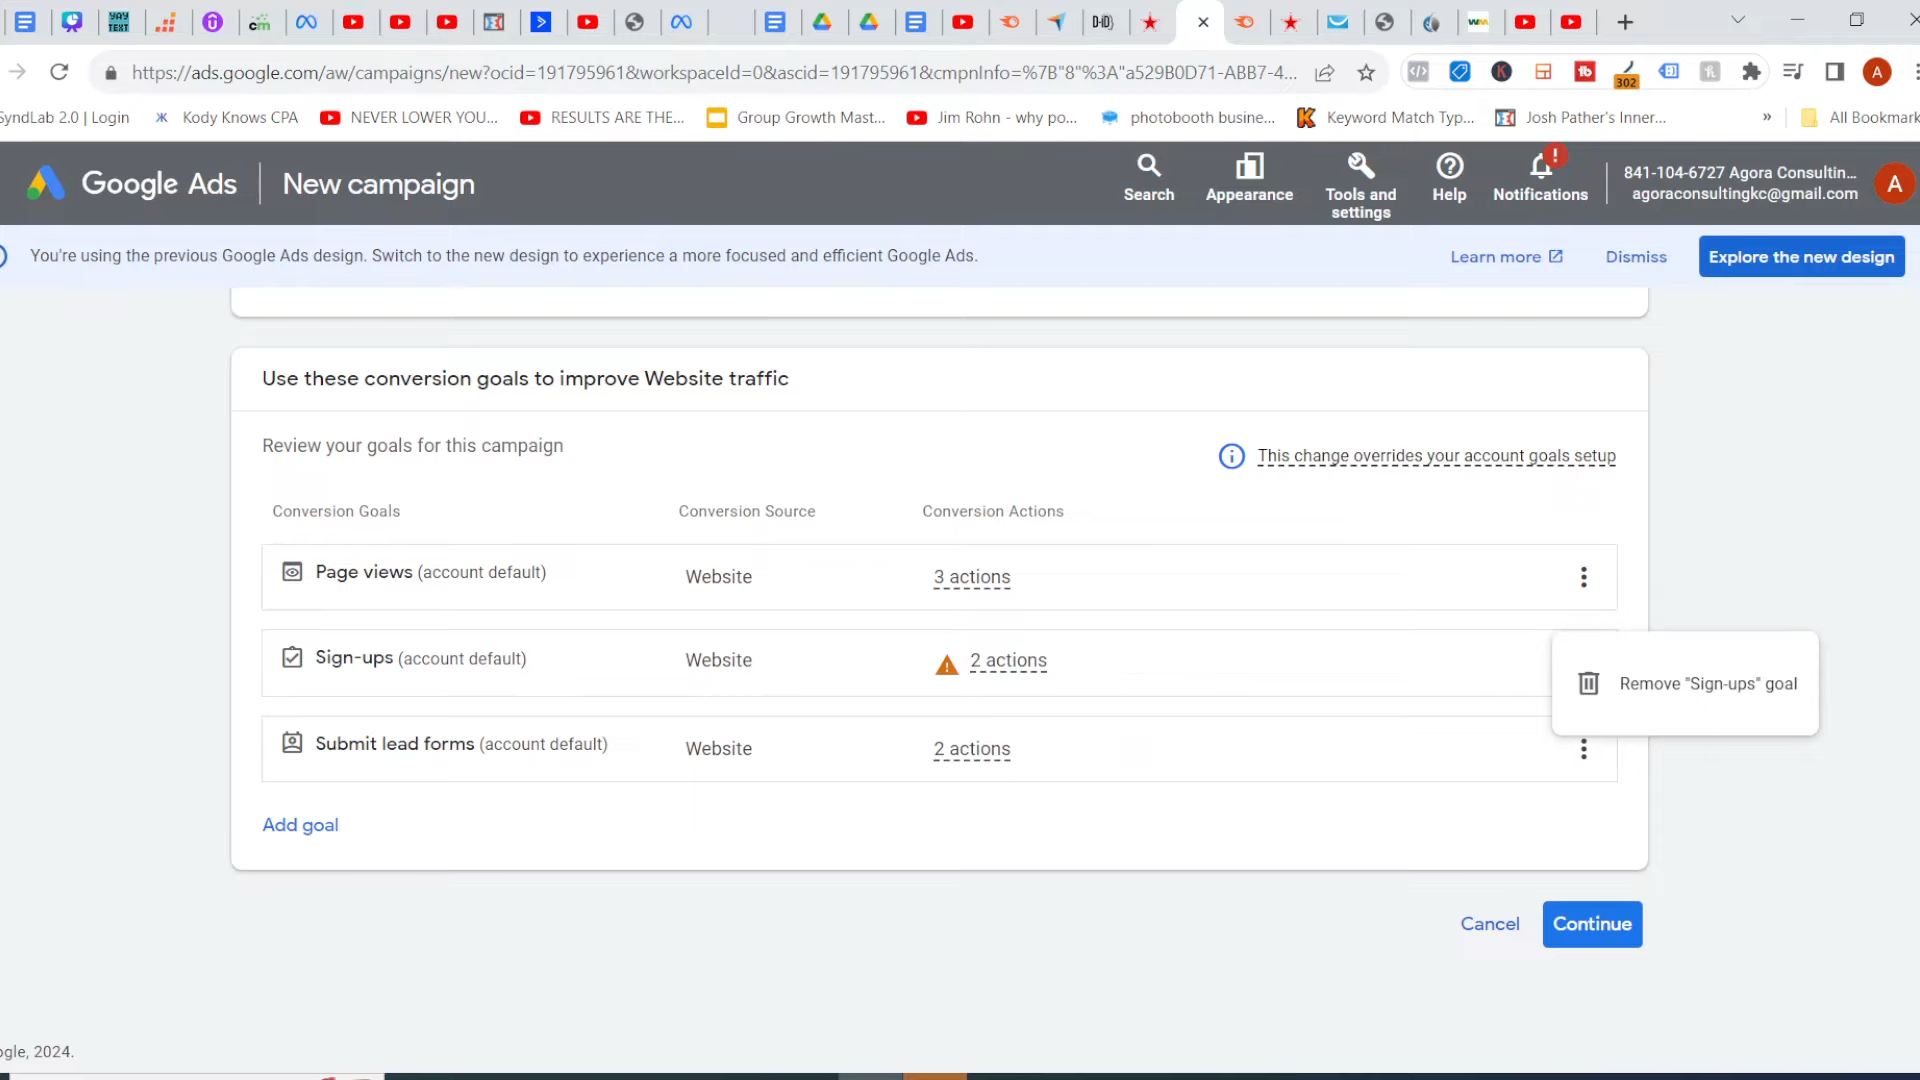 YAY
TEXT
cm
D-ID
WM
https://ads.google.com/aw/campaigns/new?ocid=191795961&workspaceId=0&ascid=191795961&cmpnInfo=%7B"8"%3A"a529B0D71-ABB7-4...
302
A
SyndLab 2.0 | Login
Kody Knows CPA
NEVER LOWER YOU...
RESULTS ARE THE...
Group Growth Mast...
Jim Rohn - why po...
photobooth busine...
Keyword Match Typ...
Josh Pather's Inner...
»
All Bookmark
Google Ads
New campaign
Search
Appearance
Tools and
settings
Help
Notifications
841-104-6727 Agora Consultin...
agoraconsultingkc@gmail.com
A
You're using the previous Google Ads design. Switch to the new design to experience a more focused and efficient Google Ads.
Learn more
Dismiss
Explore the new design
Use these conversion goals to improve Website traffic
Review your goals for this campaign
This change overrides your account goals setup
Conversion Goals
Conversion Source
Conversion Actions
Page views (account default)
Website
3 actions
Sign-ups (account default)
Website
2 actions
Remove "Sign-ups" goal
Submit lead forms (account default)
Website
2 actions
Add goal
Cancel
Continue
ogle, 2024.